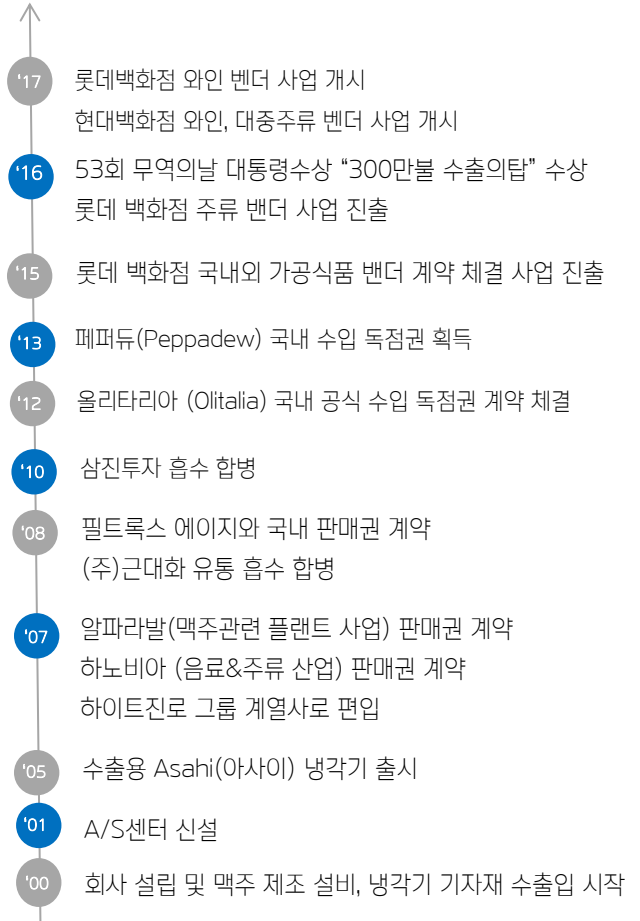 '17
롯데백화점 와인 벤더 사업 개시
현대백화점 와인, 대중주류 벤더 사업 개시
'16
53회 무역의날 대통령수상 “300만불 수출의탑” 수상
롯데 백화점 주류 밴더 사업 진출
'15
롯데 백화점 국내외 가공식품 밴더 계약 체결 사업 진출
'13
페퍼듀(Peppadew) 국내 수입 독점권 획득
'12
올리타리아 (Olitalia) 국내 공식 수입 독점권 계약 체결
'10
삼진투자 흡수 합병
'08
필트록스 에이지와 국내 판매권 계약
(주)근대화 유통 흡수 합병
'07
알파라발(맥주관련 플랜트 사업) 판매권 계약
하노비아 (음료&주류 산업) 판매권 계약
하이트진로 그룹 계열사로 편입
'05
수출용 Asahi(아사이) 냉각기 출시
'01
A/S센터 신설
'00
회사 설립 및 맥주 제조 설비, 냉각기 기자재 수출입 시작